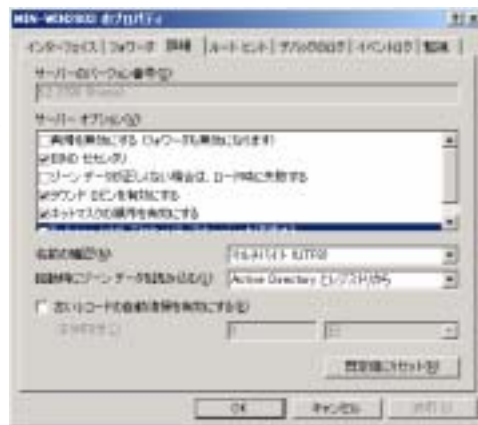 WIN-WEN2003 のプロパティ
インターフェイス フォワーダ 詳細 ルート ヒント デバッグのログ イベント ログ 監視
サーバーのバージョン番号(V):
サーバー オプション(O):
再帰を無効にする (フォワーダも無効になります)
BIND セカンダリ
ゾーン データが正しくない場合は、ロード時に失敗する
ラウンド ロビンを有効にする
ネットマスクの順序を有効にする
名前の確認(N):
マルチバイト (UTF8)
起動時にゾーン データを読み込む(L):
Active Directory とレジストリから
古いレコードの自動清掃を有効にする(E)
既定値にリセット(R)
OK
キャンセル